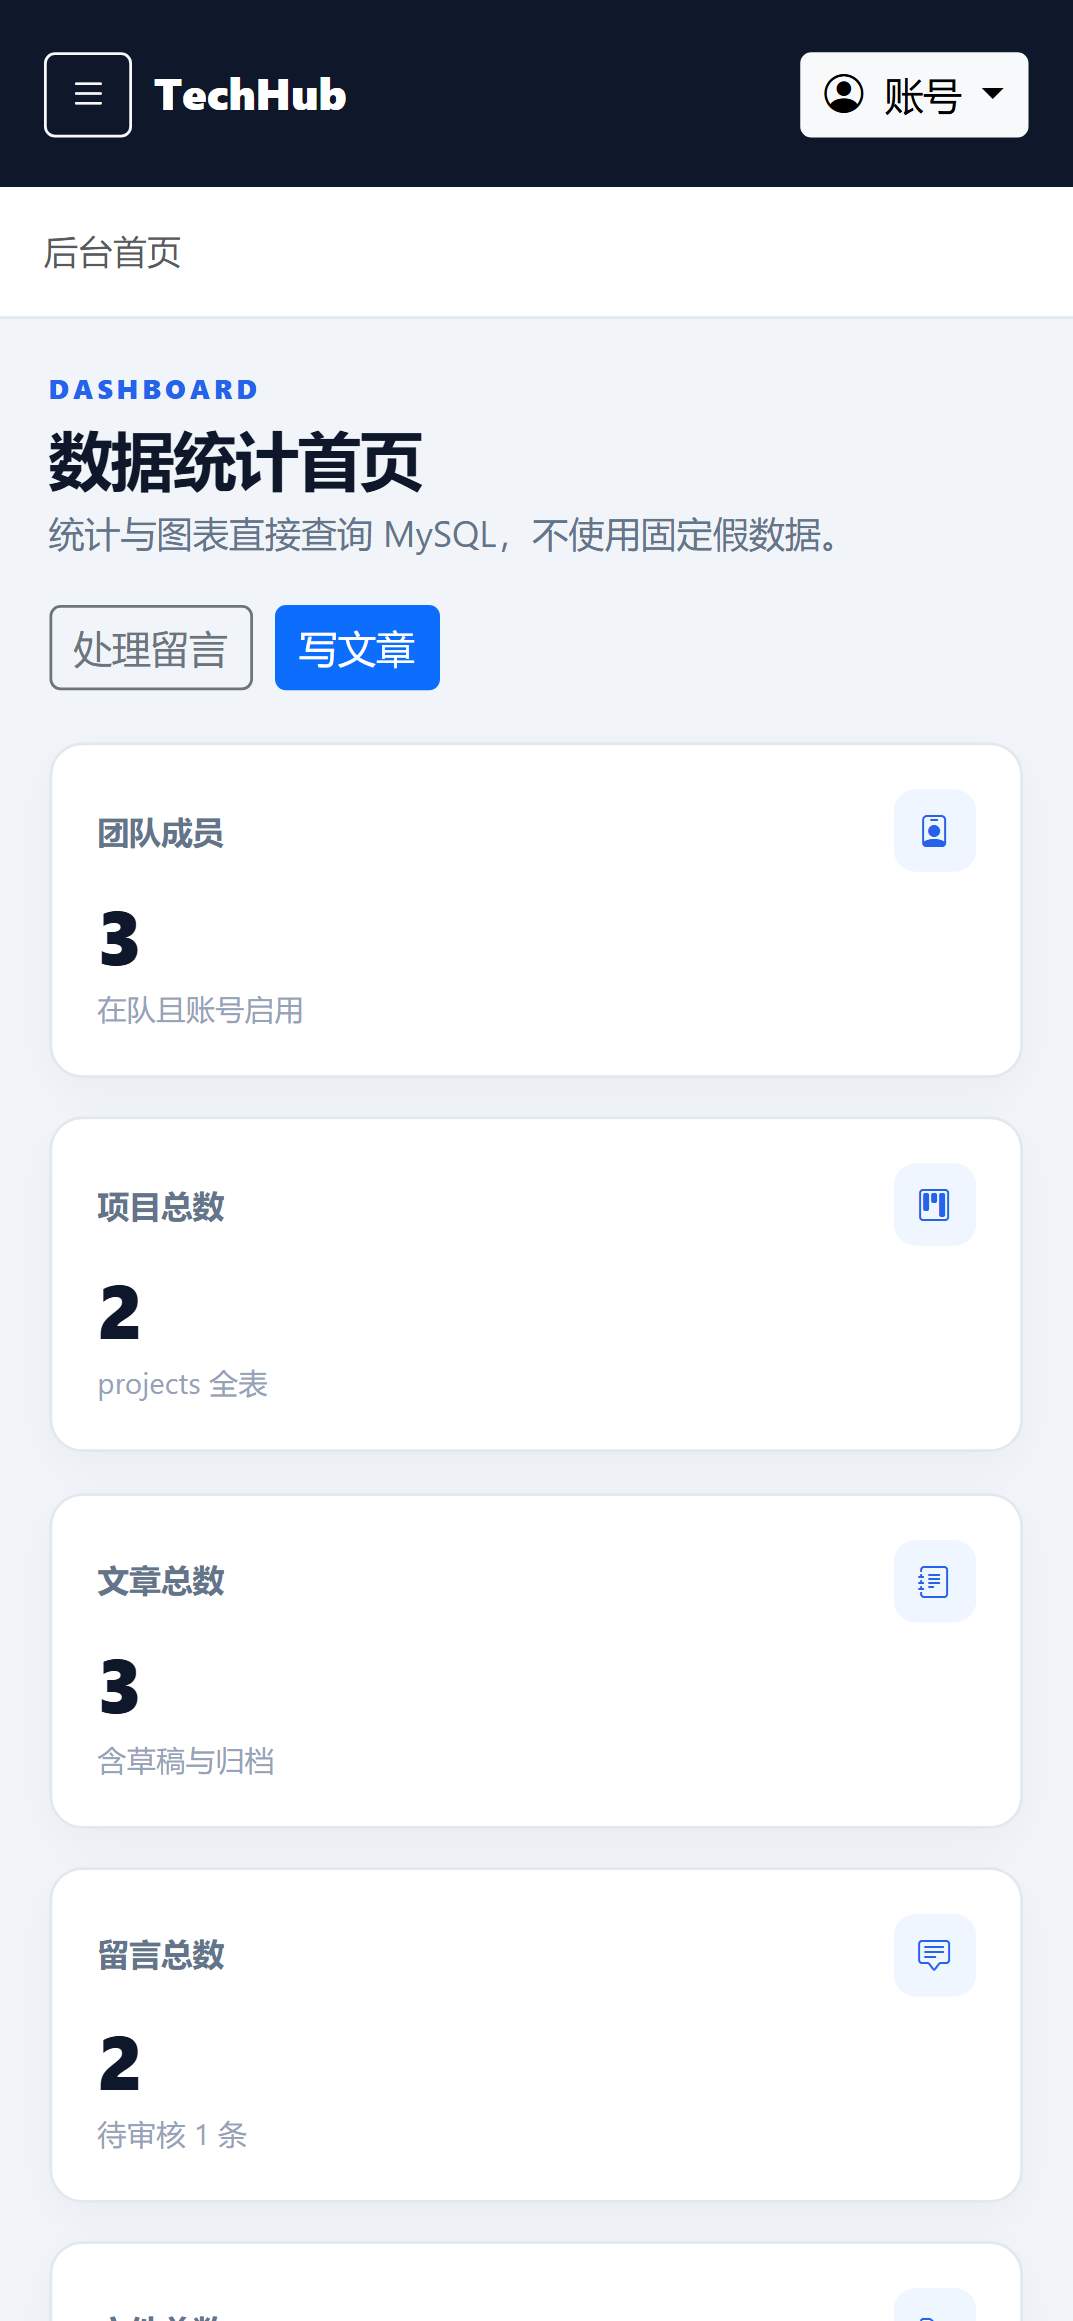 TechHub
账号
后台首页
DASHBOARD
数据统计首页
统计与图表直接查询 MySQL，不使用固定假数据。
处理留言
写文章
团队成员
3
在队且账号启用
项目总数
2
projects 全表
文章总数
3
含草稿与归档
留言总数
2
待审核 1 条